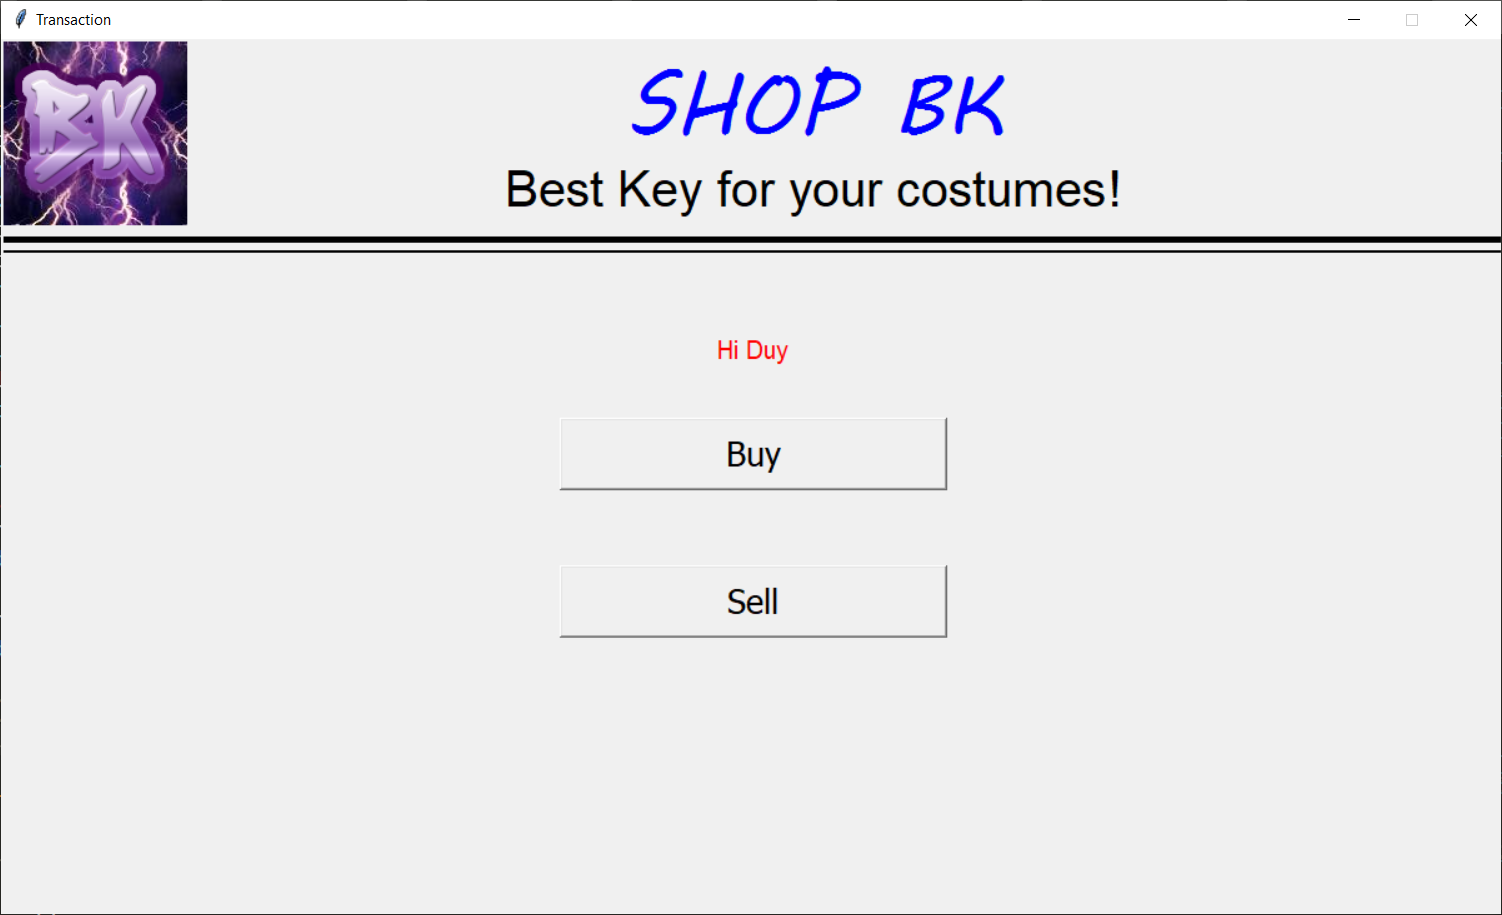 Transaction
BK
SHOP BK
Best Key for your costumes!
Hi Duy
Buy
Sell